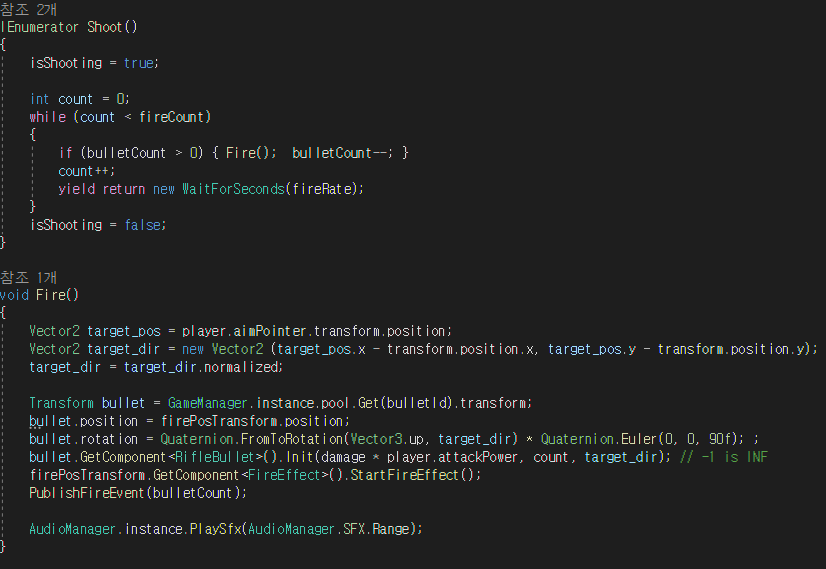 참조 2개
IEnumerator Shoot()
{
    isShooting = true;

    int count = 0;
    while (count < fireCount)
    {
        if (bulletCount > 0) { Fire();  bulletCount--; }
        count++;
        yield return new WaitForSeconds(fireRate);
    }
    isShooting = false;
}

참조 1개
void Fire()
{
    Vector2 target_pos = player.aimPointer.transform.position;
    Vector2 target_dir = new Vector2 (target_pos.x - transform.position.x, target_pos.y - transform.position.y);
    target_dir = target_dir.normalized;

    Transform bullet = GameManager.instance.pool.Get(bulletId).transform;
    bullet.position = firePosTransform.position;
    bullet.rotation = Quaternion.FromToRotation(Vector3.up, target_dir) * Quaternion.Euler(0, 0, 90f); ;
    bullet.GetComponent<RifleBullet>().Init(damage * player.attackPower, count, target_dir); // -1 is INF
    firePosTransform.GetComponent<FireEffect>().StartFireEffect();
    PublishFireEvent(bulletCount);

    AudioManager.instance.PlaySfx(AudioManager.SFX.Range);
}